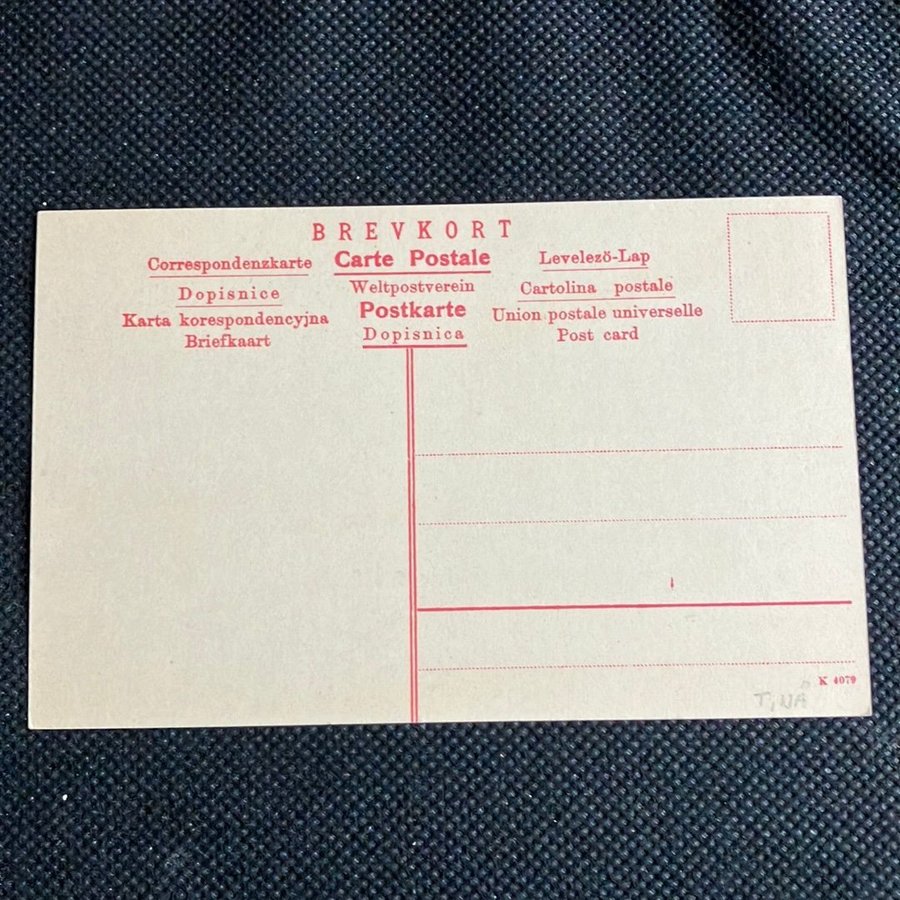 BREVKORT
Correspondenzkarte
Dopisnice
Karta korespondencyjna
Briefkaart
Carte Postale
Weltpostverein
Postkarte
Dopisnica
Levelezö-Lap
Cartolina postale
Union postale universelle
Post card
K 4079